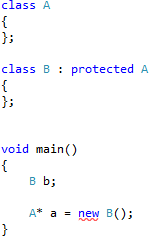 class A
{
};
class B : protected A
{
};
void main()
{
B b;
A* a = new B();
}